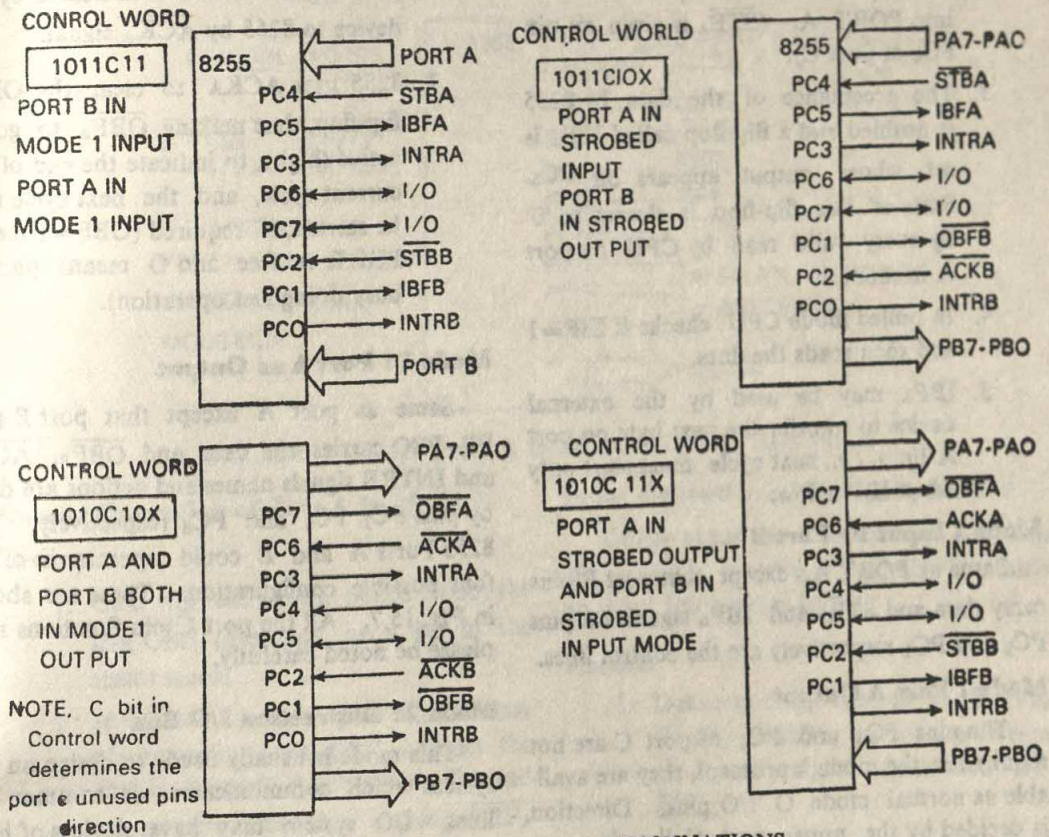 CONROL WORD
1011C11
PORT B IN
MODE 1 INPUT
PORT A IN
MODE 1 INPUT
8255
PORT A
PC4 STBA
PC5 IBFA
PC3 INTRA
PC6 I/O
PC7 I/O
PC2 STBB
PC1 IBFB
PCO INTRB
PORT B
CONTROL WORLD
1011CIOX
PORT A IN
STROBED
INPUT
PORT B
IN STROBED
OUT PUT
8255
PA7-PAO
PC4 STBA
PC5 IBFA
PC3 INTRA
PC6 I/O
PC7 I/O
PC1 OBFB
PC2 ACKB
PCO INTRB
PB7-PBO
CONTROL WORD
1010C10X
PORT A AND
PORT B BOTH
IN MODE 1
OUT PUT
NOTE, C bit in
Control word
determines the
port c unused pins
direction
PA7-PAO
PC7 OBFA
PC6 ACKA
PC3 INTRA
PC4 I/O
PC5 I/O
PC2 ACKB
PC1 OBFB
PCO INTRB
PB7-PBO
CONTROL WORD
1010C 11X
PORT A IN
STROBED OUTPUT
AND PORT B IN
STROBED
INPUT MODE
PA7-PAO
PC7 OBFA
PC6 ACKA
PC3 INTRA
PC4 I/O
PC5 I/O
PC2 STBB
PC1 IBFB
INTRB
PB7-PBO